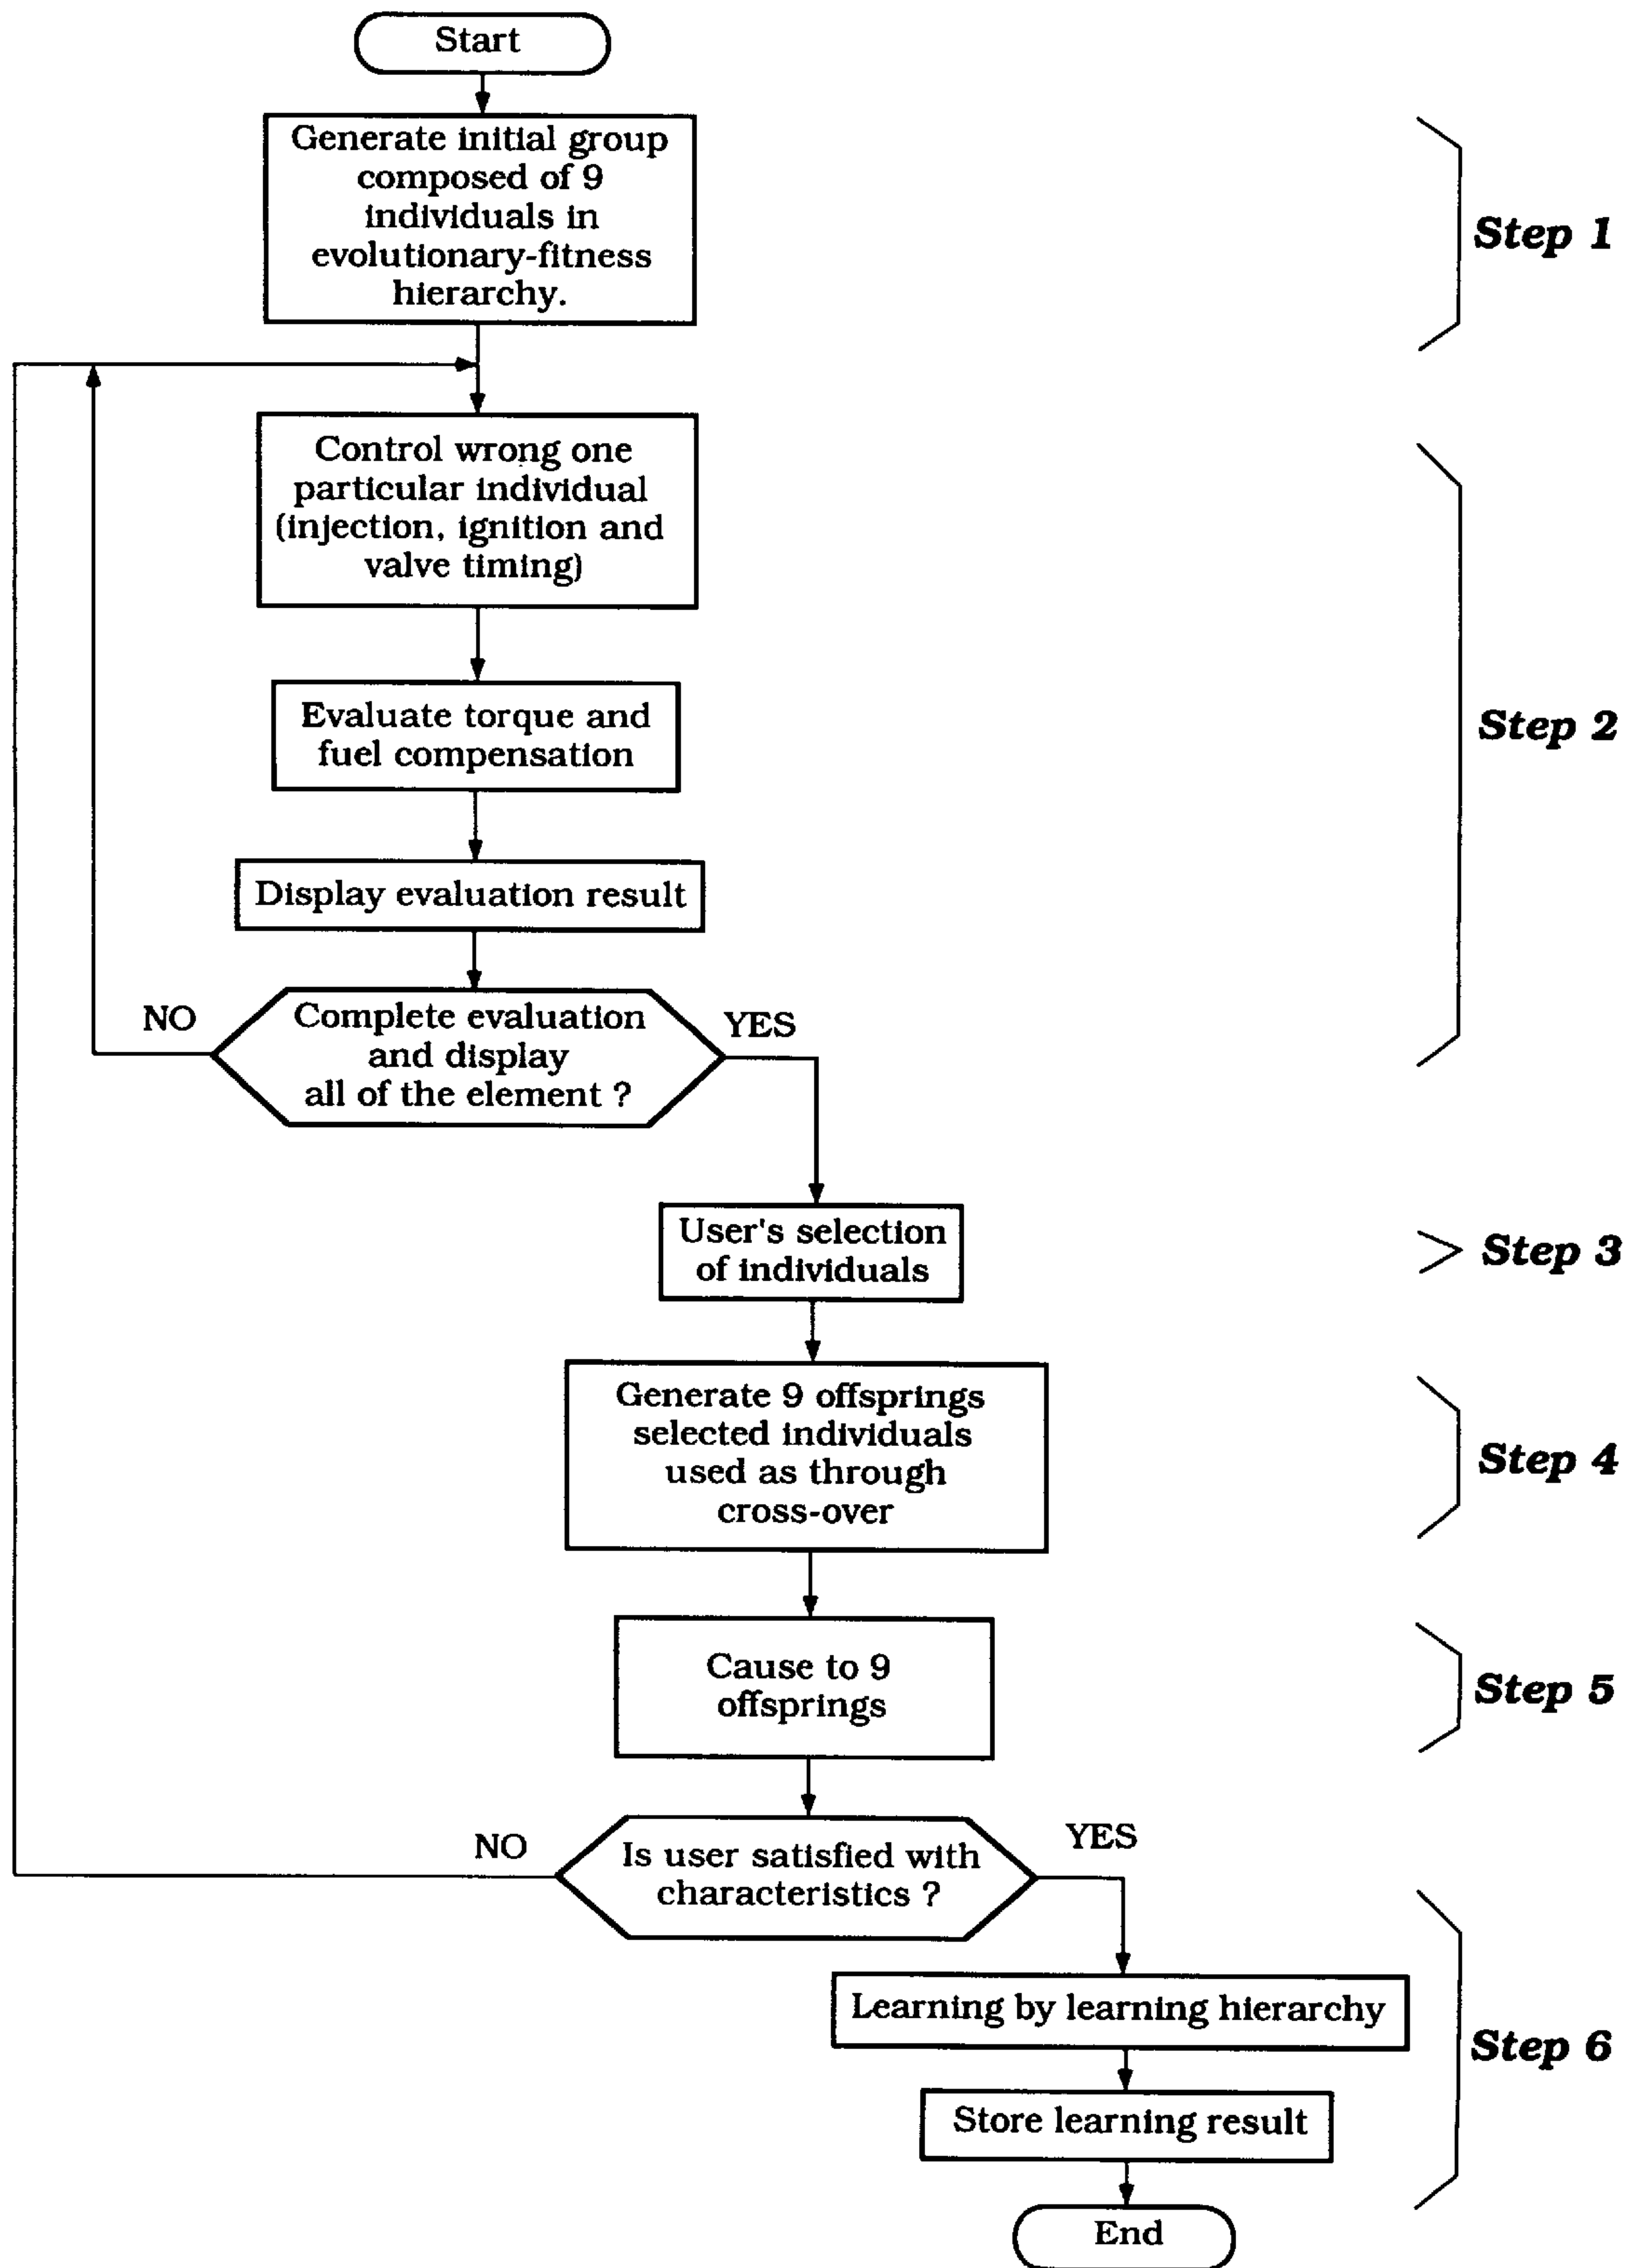 Start
Generate initial group
composed of 9
individuals in
evolutionary-fitness
hierarchy.
Step 1
Control wrong one
particular individual
(injection, ignition and
valve timing)
Evaluate torque and
fuel compensation
Step 2
Display evaluation result
NO
Complete evaluation
and display
all of the element ?
YES
User's selection
of individuals
Step 3
Generate 9 offsprings
selected individuals
used as through
cross-over
Step 4
Cause to 9
offsprings
Step 5
NO
Is user satisfied with
characteristics ?
YES
Learning by learning hierarchy
Step 6
Store learning result
End